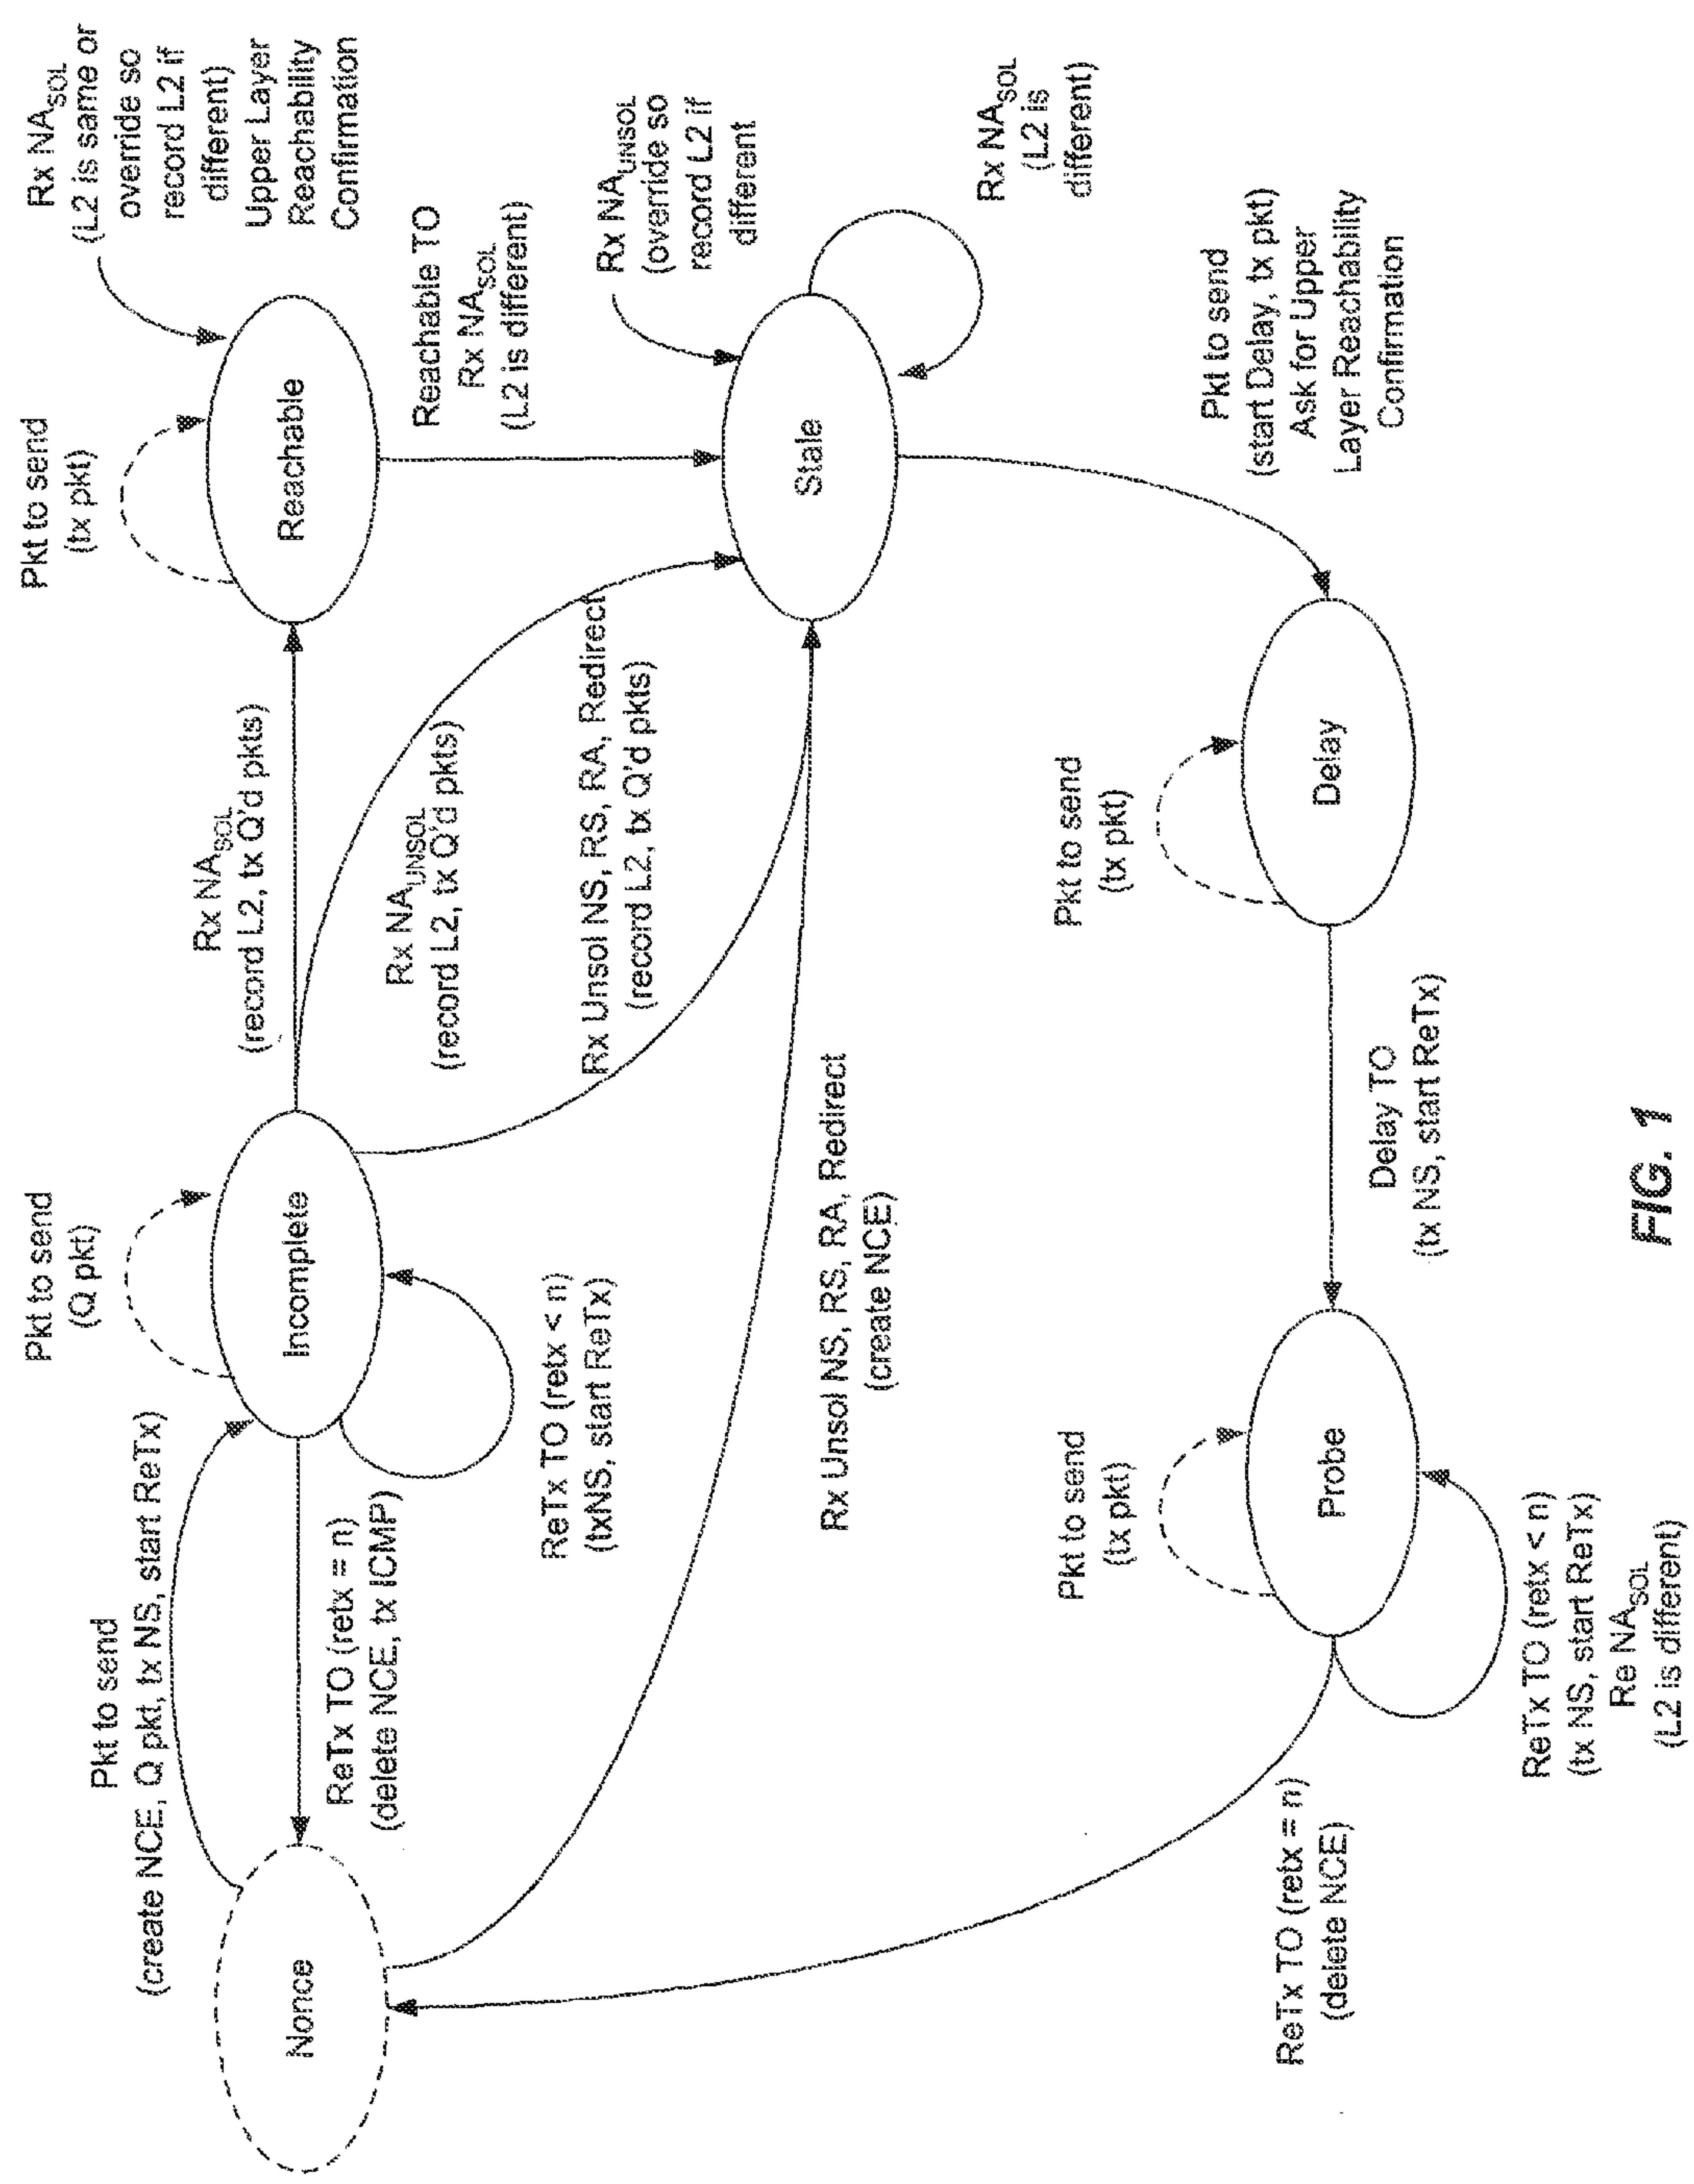 Pkt to send
(create NCE, Q pkt, tx NS, start ReTx)
Nonce
ReTx TO (retx = n)
(delete NCE, tx ICMP)
Pkt to send
(Q pkt)
Incomplete
ReTx TO (retx < n)
(txNS, start ReTx)
Rx NASOL
(record L2, tx Q'd pkts)
Rx NAUNSOL
(record L2, tx Q'd pkts)
Rx Unsol NS, RS, RA, Redirect
(record L2, tx Q'd pkts)
Pkt to send
(tx pkt)
Reachable
Rx NASOL
(L2 is same or
override so
record L2 if
different)
Upper Layer
Reachability
Confirmation
Reachable TO
Rx NASOL
(L2 is different)
Rx NAUNSOL
(override so
record L2 if
different
Stale
Rx NASOL
(L2 is
different)
Rx Unsol NS, RS, RA, Redirect
(create NCE)
Pkt to send
(start Delay, tx pkt)
Ask for Upper
Layer Reachability
Confirmation
Pkt to send
(tx pkt)
Delay
Delay TO
(tx NS, start ReTx)
Pkt to send
(tx pkt)
Probe
ReTx TO (retx < n)
(tx NS, start ReTx)
Re NASOL
(L2 is different)
ReTx TO (retx = n)
(delete NCE)
FIG. 1